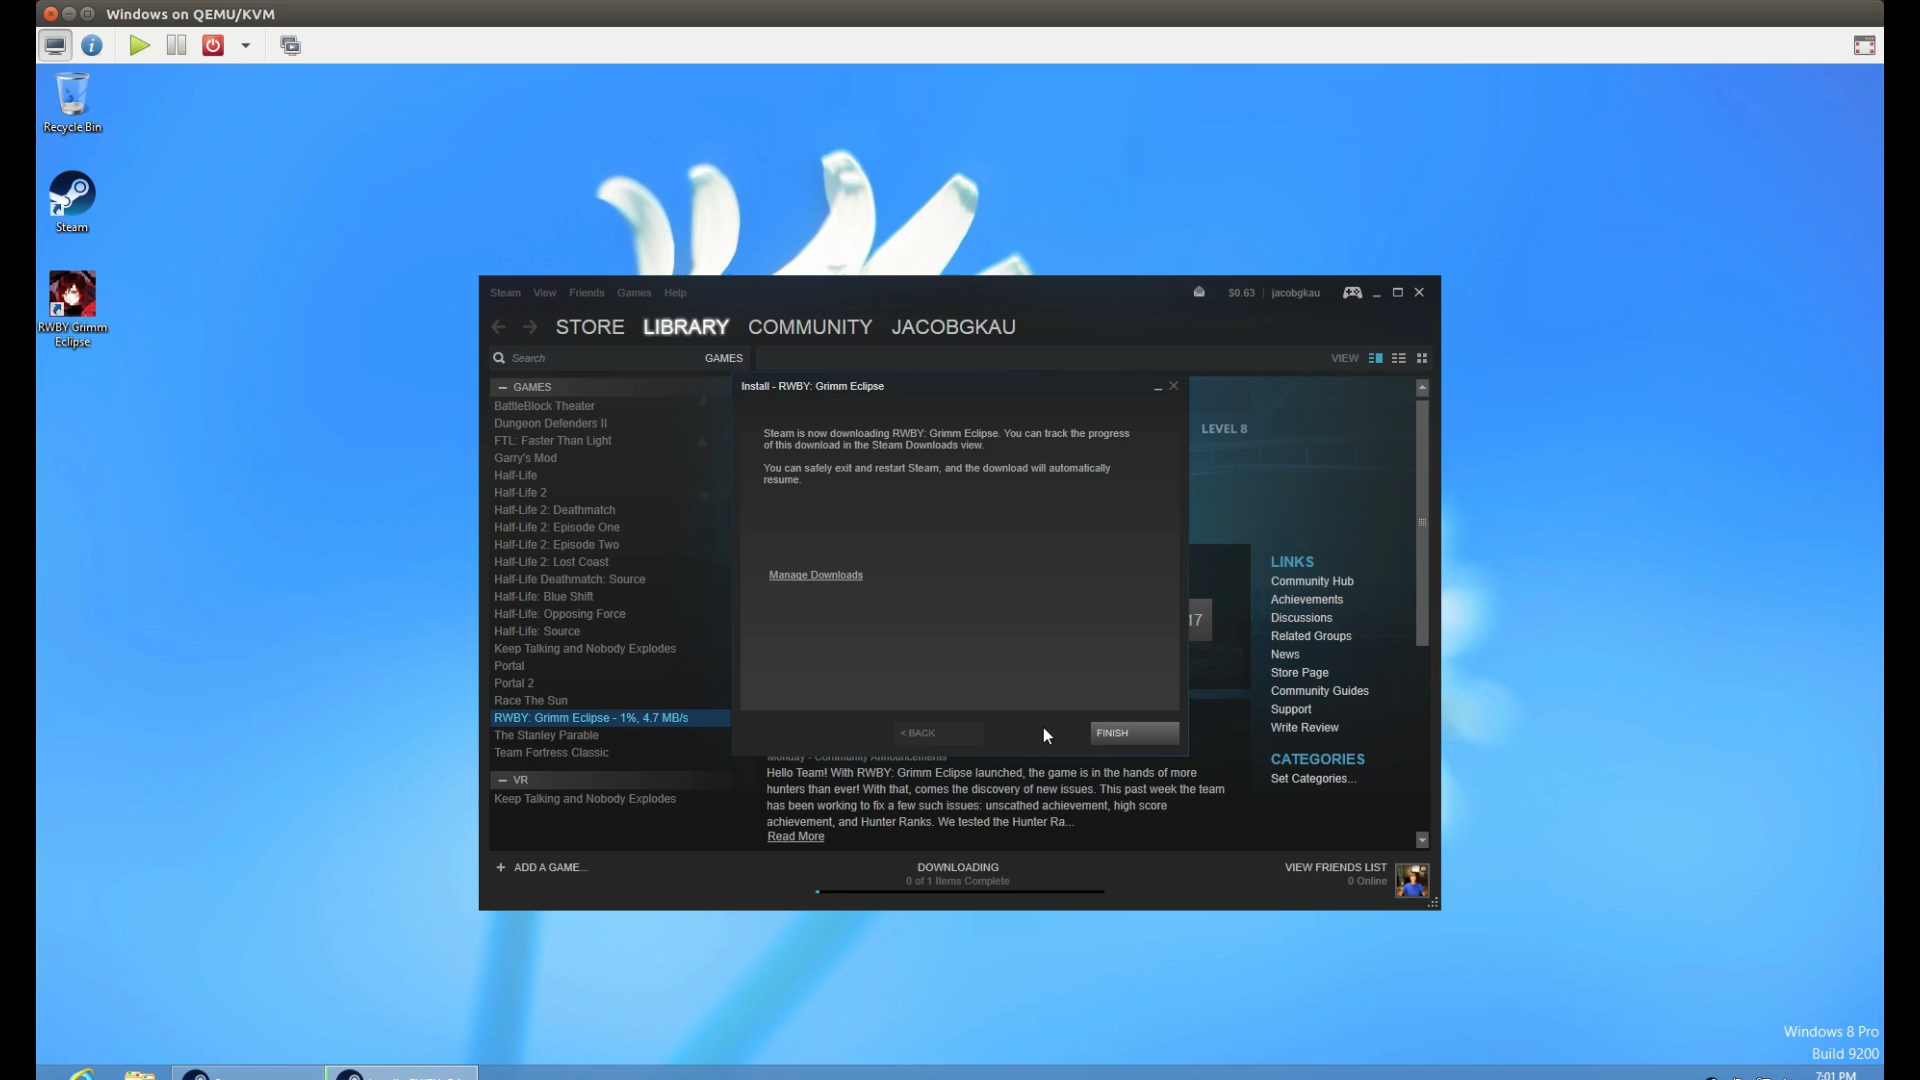 Windows on QEMU/KVM
Recycle Bin
Steam
RWBY Grimm
Eclipse
Steam View Friends Games Help
$0.63 jacobgkau
STORE LIBRARY COMMUNITY JACOBGKAU
Search GAMES VIEW
GAMES
BattleBlock Theater
Dungeon Defenders II
FTL: Faster Than Light
Garry's Mod
Half-Life
Half-Life 2
Half-Life 2: Deathmatch
Half-Life 2: Episode One
Half-Life 2: Episode Two
Half-Life 2: Lost Coast
Half-Life Deathmatch: Source
Half-Life: Blue Shift
Half-Life: Opposing Force
Half-Life: Source
Keep Talking and Nobody Explodes
Portal
Portal 2
Race The Sun
RWBY: Grimm Eclipse - 1%, 4.7 MB/s
The Stanley Parable
Team Fortress Classic
VR
Keep Talking and Nobody Explodes
Install - RWBY: Grimm Eclipse
Steam is now downloading RWBY: Grimm Eclipse. You can track the progress
of this download in the Steam Downloads view.
You can safely exit and restart Steam, and the download will automatically
resume.
Manage Downloads
< BACK
FINISH
LEVEL 8
17
LINKS
Community Hub
Achievements
Discussions
Related Groups
News
Store Page
Community Guides
Support
Write Review
CATEGORIES
Set Categories...
Monday - Community Announcements
Hello Team! With RWBY: Grimm Eclipse launched, the game is in the hands of more
hunters than ever! With that, comes the discovery of new issues. This past week the team
has been working to fix a few such issues: unscathed achievement, high score
achievement, and Hunter Ranks. We tested the Hunter Ra...
Read More
+ ADD A GAME...
DOWNLOADING
0 of 1 Items Complete
VIEW FRIENDS LIST
0 Online
Windows 8 Pro
Build 9200
7:01 PM